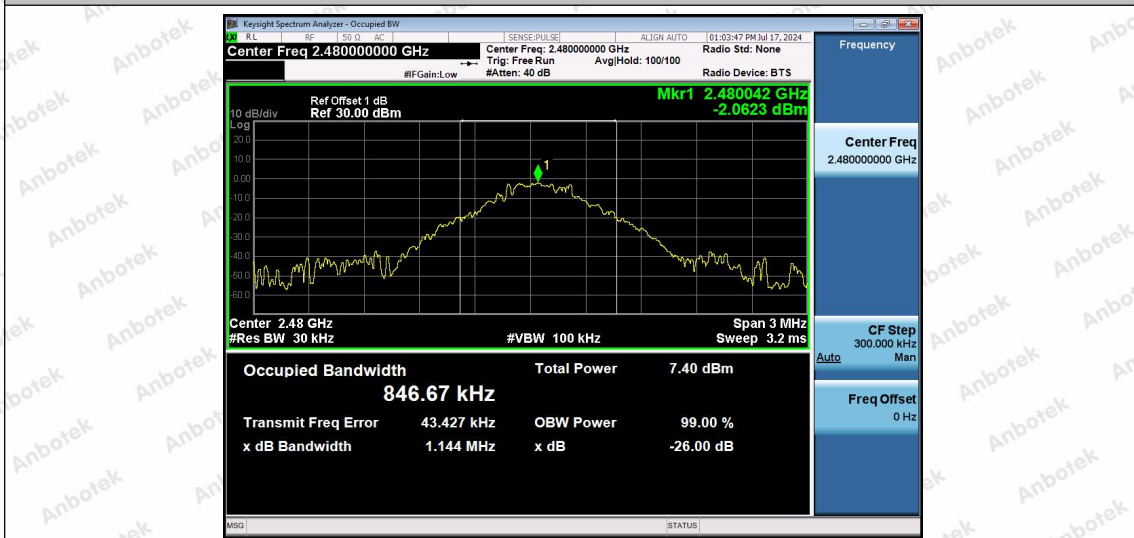 Keysight Spectrum Analyzer - Occupied BW
LXI RL RF 50 Ω AC SENSE:PULSE ALIGN AUTO 01:03:47 PM Jul 17, 2024
Center Freq 2.480000000 GHz
Center Freq: 2.480000000 GHz Radio Std: None
Trig: Free Run Avg|Hold: 100/100
#IFGain:Low #Atten: 40 dB Radio Device: BTS
Frequency
Mkr1 2.480042 GHz
-2.0623 dBm
Ref Offset 1 dB
10 dB/div Ref 30.00 dBm
Log
20.0
10.0
0.00
-10.0
-20.0
-30.0
-40.0
-50.0
-60.0
1
Center Freq
2.480000000 GHz
Center 2.48 GHz Span 3 MHz
#Res BW 30 kHz #VBW 100 kHz Sweep 3.2 ms
CF Step
300.000 kHz
Auto Man
Freq Offset
0 Hz
Occupied Bandwidth Total Power 7.40 dBm
846.67 kHz
Transmit Freq Error 43.427 kHz OBW Power 99.00 %
x dB Bandwidth 1.144 MHz x dB -26.00 dB
MSG STATUS
Anbotek